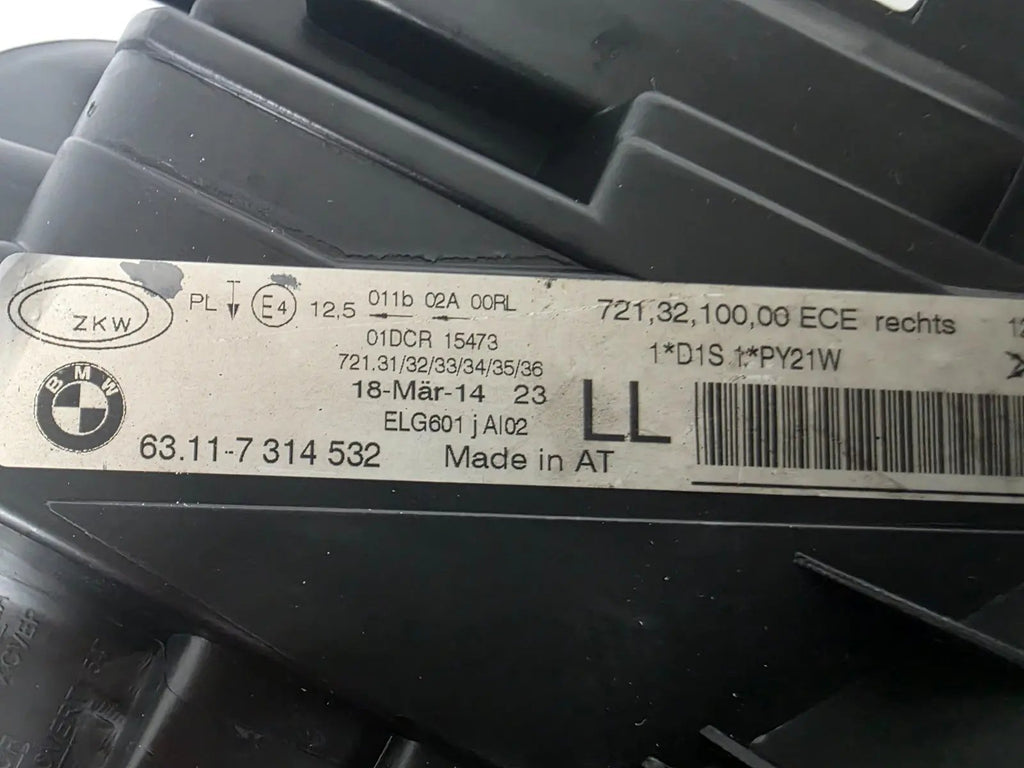 ZKW
PL E4 12,5 011b 02A 00RL
01DCR 15473
721.31/32/33/34/35/36
18-Mär-14 23
ELG601 j AI02
BMW
63.11-7 314 532
Made in AT
LL
721,32,100,00 ECE rechts
1*D1S 1*PY21W